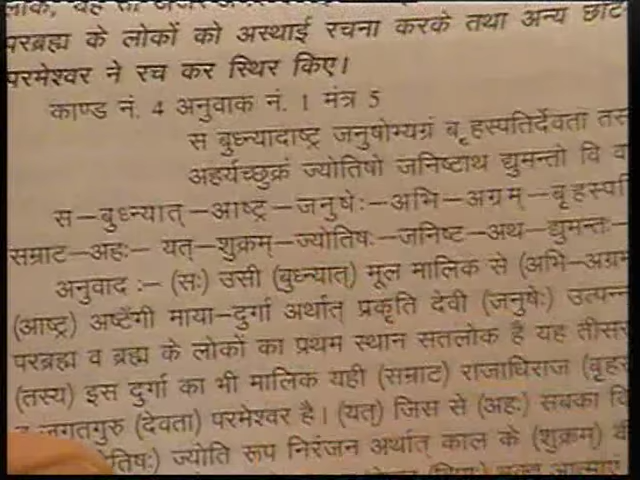 परब्रह्म के लोकों को अस्थाई रचना करके तथा अन्य छोटे
परमेश्वर ने रच कर स्थिर किए।
काण्ड नं. 4 अनुवाक नं. 1 मंत्र 5
स बुध्न्यादाष्ट्र जनुषोभ्यग्रं बृहस्पतिर्देवता तस
अहर्यच्छुक्रं ज्योतिषो जनिष्टाथ द्युमन्तो वि व
स–बुध्न्यात्–आष्ट्र–जनुषेः–अभि–अग्रम्–बृहस्पति
सम्राट–अहः– यत्–शुक्रम्–ज्योतिषः–जनिष्ट–अथ–द्युमन्तः–
अनुवाद :– (सः) उसी (बुध्न्यात्) मूल मालिक से (अभि–अग्रम
(आष्ट्र) अष्टँगी माया–दुर्गा अर्थात् प्रकृति देवी (जनुषेः) उत्पन्न
परब्रह्म व ब्रह्म के लोकों का प्रथम स्थान सतलोक है यह तीसर
(तस्य) इस दुर्गा का भी मालिक यही (सम्राट) राजाधिराज (बृहस
जगतगुरु (देवता) परमेश्वर है। (यत्) जिस से (अहः) सबका वि
तिषः) ज्योति रूप निरंजन अर्थात् काल के (शुक्रम्)